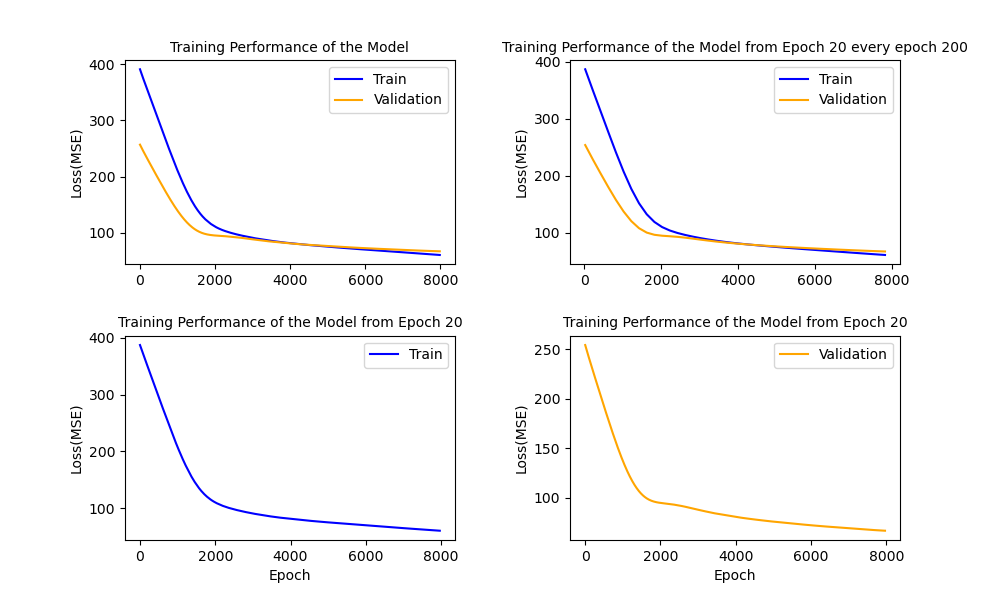 Training Performance of the Model
400
300
200
100
Loss(MSE)
Train
Validation
0 2000 4000 6000 8000
Training Performance of the Model from Epoch 20 every epoch 200
400
300
200
100
Loss(MSE)
Train
Validation
0 2000 4000 6000 8000
Training Performance of the Model from Epoch 20
400
300
200
100
Loss(MSE)
Train
0 2000 4000 6000 8000
Epoch
Training Performance of the Model from Epoch 20
250
200
150
100
Loss(MSE)
Validation
0 2000 4000 6000 8000
Epoch